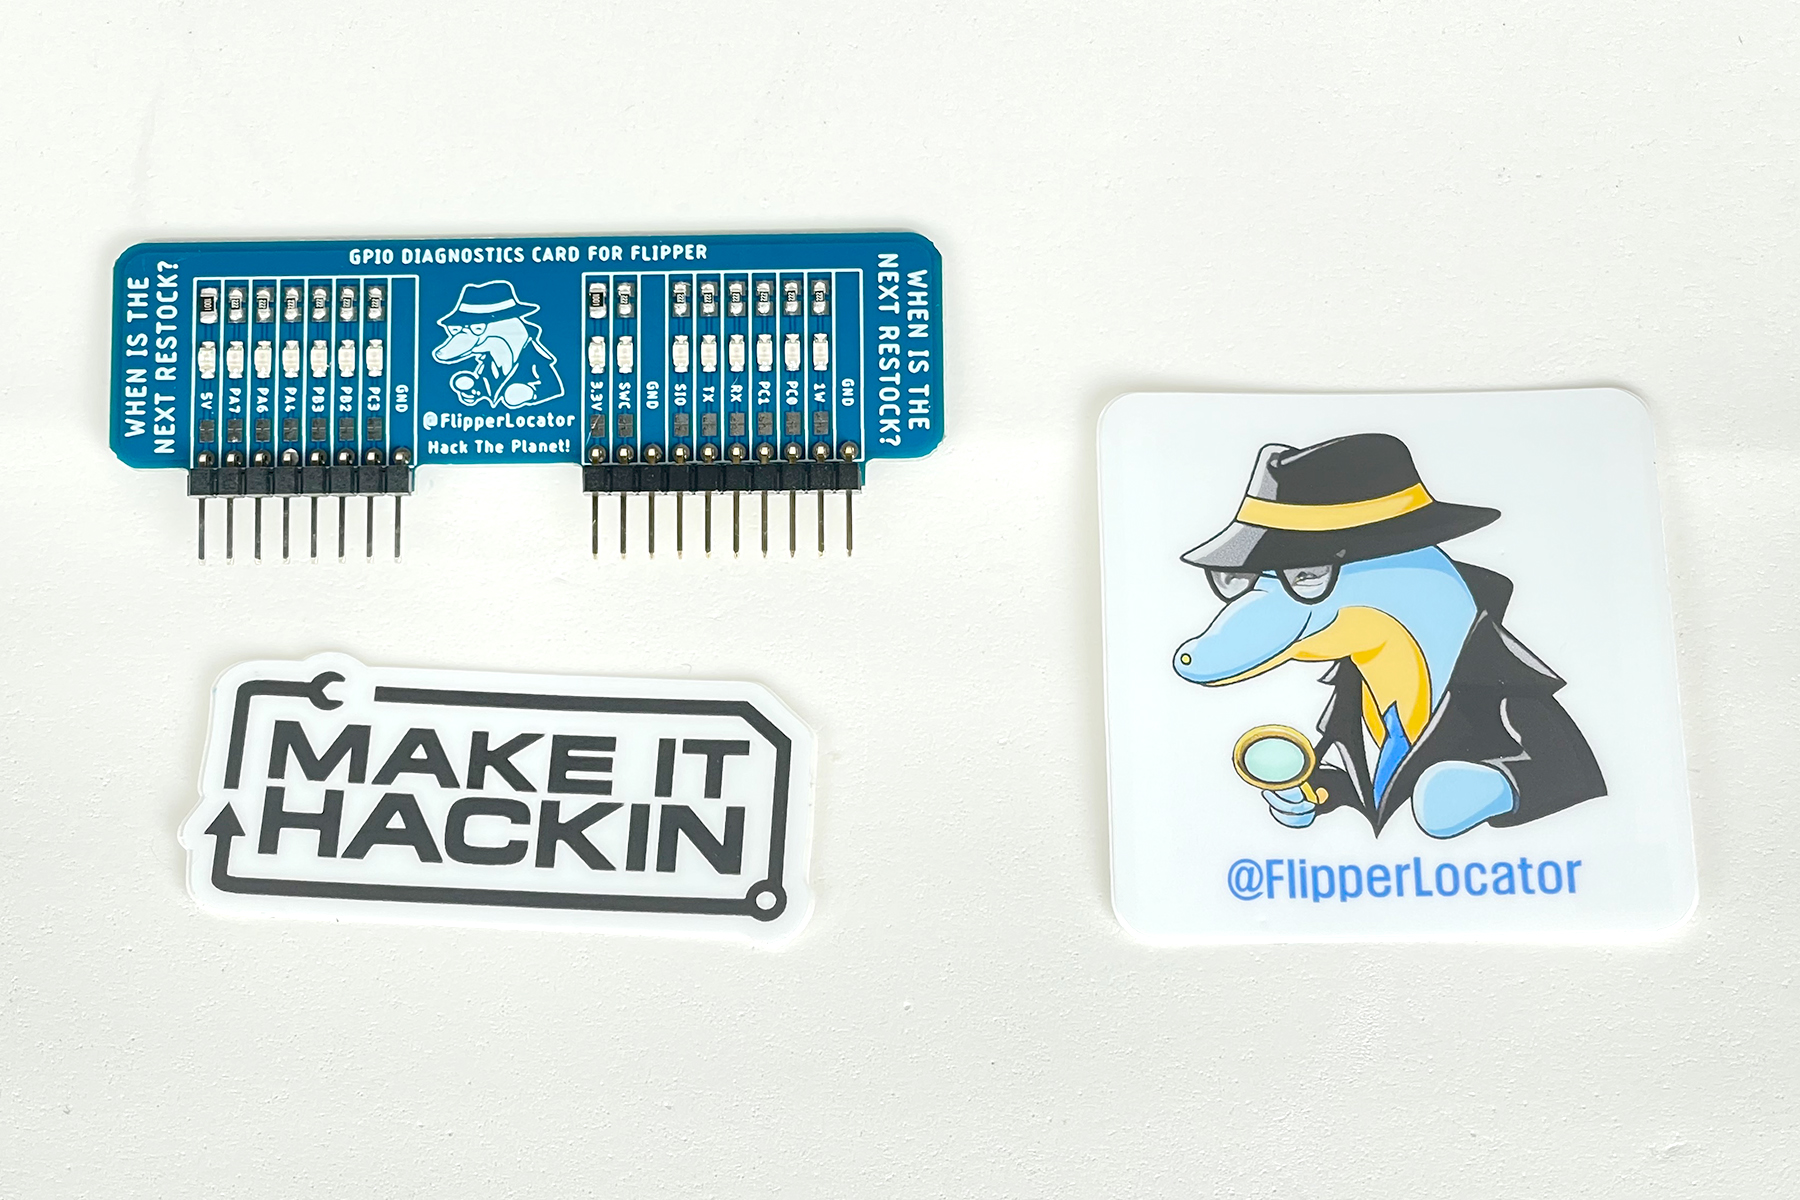 GPIO DIAGNOSTICS CARD FOR FLIPPER
WHEN IS THE
NEXT RESTOCK?
5V
PA7
PA6
PA4
PB3
PB2
PC3
GND
@FlipperLocator
Hack The Planet!
3.3V
SWC
GND
SIO
TX
RX
PC1
PC0
1W
GND
WHEN IS THE
NEXT RESTOCK?
MAKE IT
HACKIN
@FlipperLocator